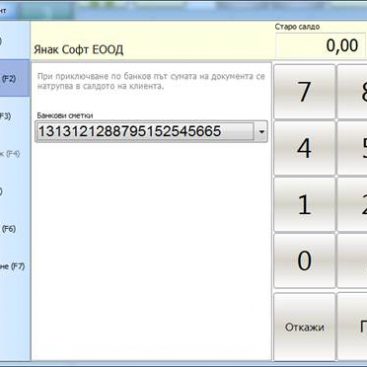 нт
Старо салдо
Янак Софт ЕООД
0,00
(F2)
При приключване по банков път сумата на документа се
натрупва в салдото на клиента.
7
8
F3)
Банкови сметки
1313121288795152545665
к (F4)
4
5
1
2
(F6)
0
не (F7)
Откажи
П